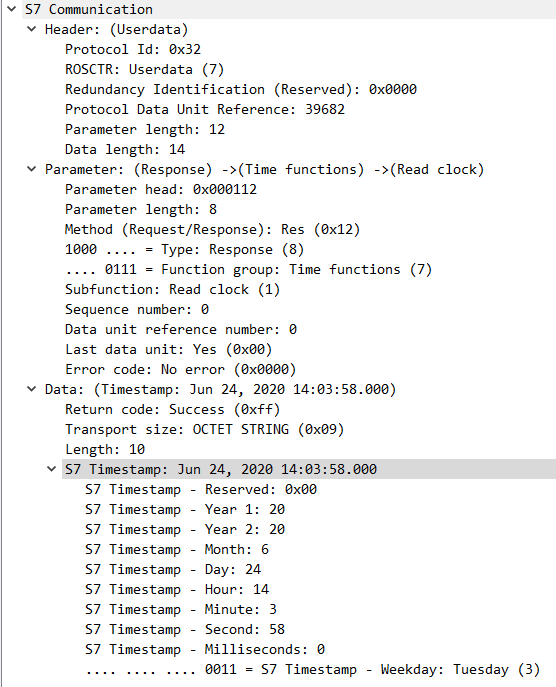 S7 Communication
Header: (Userdata)
Protocol Id: 0x32
ROSCTR: Userdata (7)
Redundancy Identification (Reserved): 0x0000
Protocol Data Unit Reference: 39682
Parameter length: 12
Data length: 14
Parameter: (Response) ->(Time functions) ->(Read clock)
Parameter head: 0x000112
Parameter length: 8
Method (Request/Response): Res (0x12)
1000 .... = Type: Response (8)
.... 0111 = Function group: Time functions (7)
Subfunction: Read clock (1)
Sequence number: 0
Data unit reference number: 0
Last data unit: Yes (0x00)
Error code: No error (0x0000)
Data: (Timestamp: Jun 24, 2020 14:03:58.000)
Return code: Success (0xff)
Transport size: OCTET STRING (0x09)
Length: 10
S7 Timestamp: Jun 24, 2020 14:03:58.000
S7 Timestamp - Reserved: 0x00
S7 Timestamp - Year 1: 20
S7 Timestamp - Year 2: 20
S7 Timestamp - Month: 6
S7 Timestamp - Day: 24
S7 Timestamp - Hour: 14
S7 Timestamp - Minute: 3
S7 Timestamp - Second: 58
S7 Timestamp - Milliseconds: 0
.... .... .... 0011 = S7 Timestamp - Weekday: Tuesday (3)